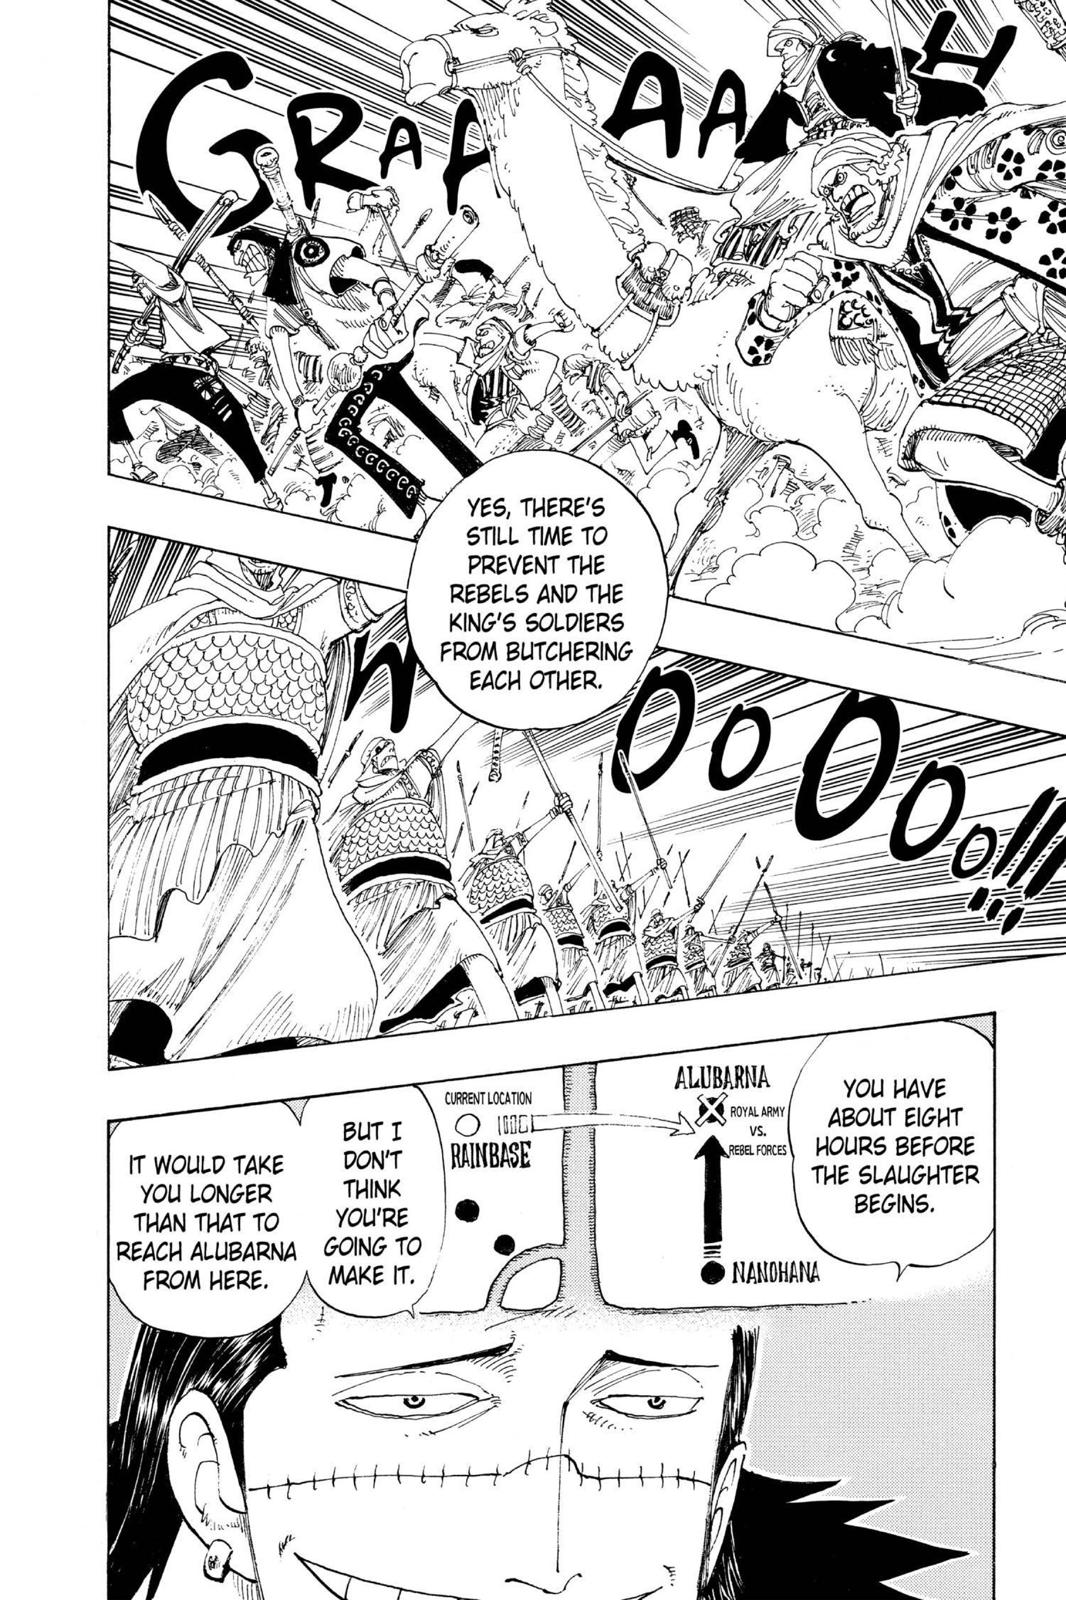 GRAAAAAH
YES, THERE'S
STILL TIME TO
PREVENT THE
REBELS AND THE
KING'S SOLDIERS
FROM BUTCHERING
EACH OTHER.
WOOOOO!!!
YOU HAVE
ABOUT EIGHT
HOURS BEFORE
THE SLAUGHTER
BEGINS.
ALUBARNA
ROYAL ARMY
VS.
REBEL FORCES
NANOHANA
CURRENT LOCATION
RAINBASE
BUT I
DON'T
THINK
YOU'RE
GOING TO
MAKE IT.
IT WOULD TAKE
YOU LONGER
THAN THAT TO
REACH ALUBARNA
FROM HERE.